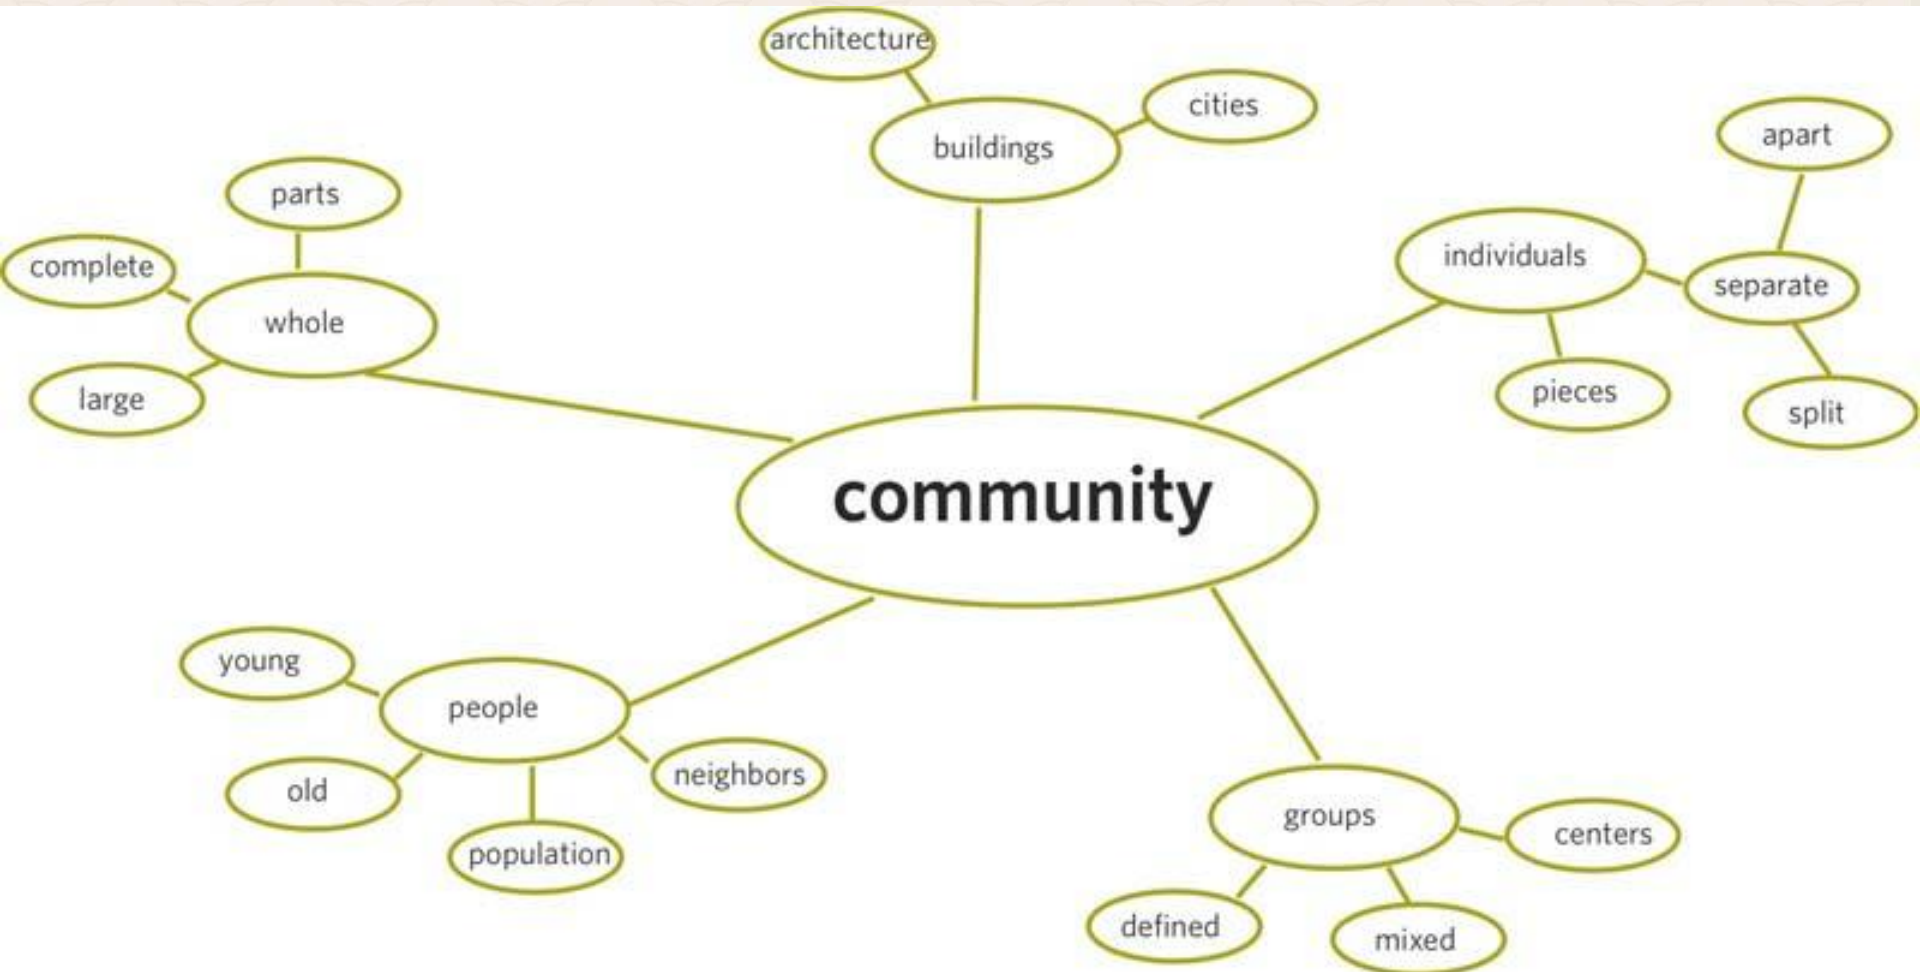 architecture
cities
buildings
apart
parts
individuals
complete
separate
whole
pieces
large
split
community
young
people
neighbors
old
population
groups
centers
defined
mixed